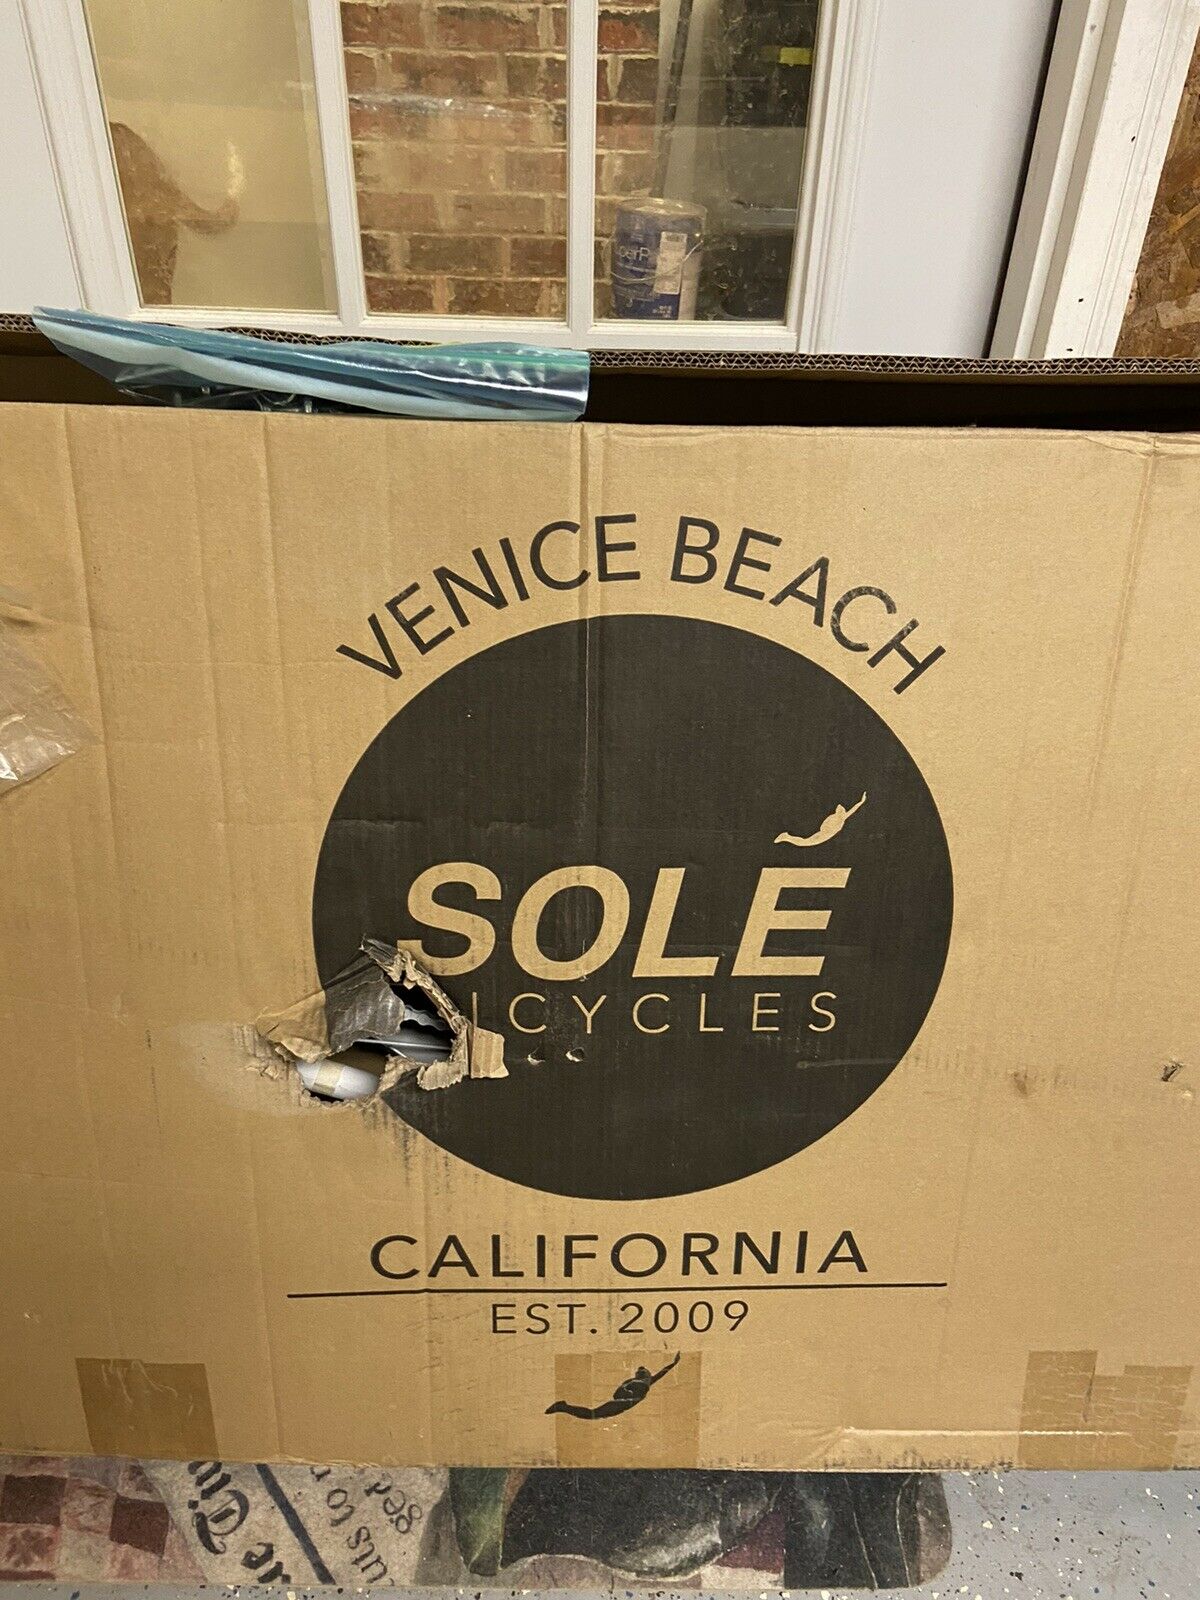 VENICE BEACH
SOLÉ
ICYCLES
CALIFORNIA
EST. 2009